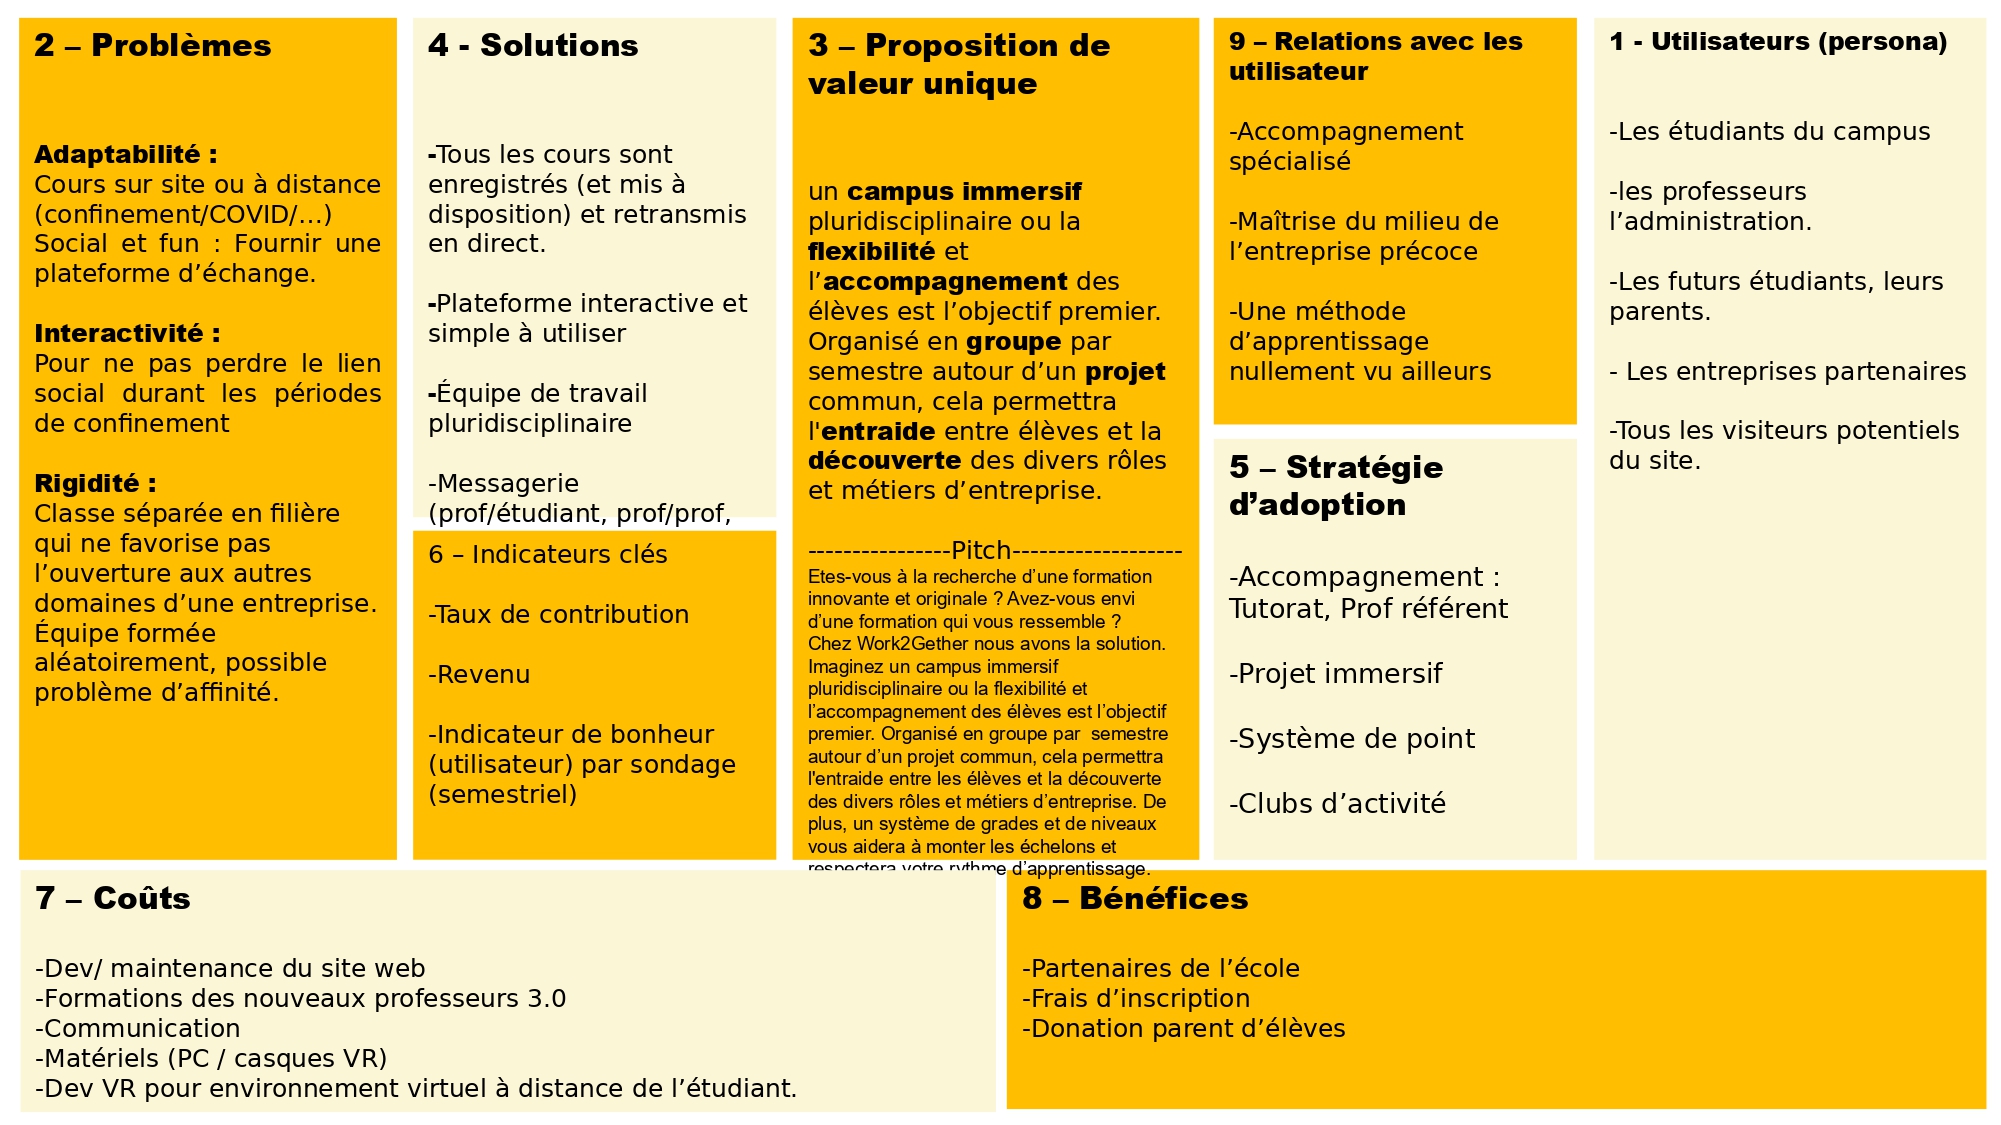 2 – Problèmes
Adaptabilité :
Cours sur site ou à distance
(confinement/COVID/…)
Social et fun : Fournir une
plateforme d’échange.
Interactivité :
Pour ne pas perdre le lien
social durant les périodes
de confinement
Rigidité :
Classe séparée en filière
qui ne favorise pas
l’ouverture aux autres
domaines d’une entreprise.
Équipe formée
aléatoirement, possible
problème d’affinité.
4 - Solutions
-Tous les cours sont
enregistrés (et mis à
disposition) et retransmis
en direct.
-Plateforme interactive et
simple à utiliser
-Équipe de travail
pluridisciplinaire
-Messagerie
(prof/étudiant, prof/prof,
6 – Indicateurs clés
-Taux de contribution
-Revenu
-Indicateur de bonheur
(utilisateur) par sondage
(semestriel)
3 – Proposition de
valeur unique
un campus immersif
pluridisciplinaire ou la
flexibilité et
l’accompagnement des
élèves est l’objectif premier.
Organisé en groupe par
semestre autour d’un projet
commun, cela permettra
l'entraide entre élèves et la
découverte des divers rôles
et métiers d’entreprise.
----------------Pitch-------------------
Etes-vous à la recherche d’une formation
innovante et originale ? Avez-vous envi
d’une formation qui vous ressemble ?
Chez Work2Gether nous avons la solution.
Imaginez un campus immersif
pluridisciplinaire ou la flexibilité et
l’accompagnement des élèves est l’objectif
premier. Organisé en groupe par  semestre
autour d’un projet commun, cela permettra
l'entraide entre les élèves et la découverte
des divers rôles et métiers d’entreprise. De
plus, un système de grades et de niveaux
vous aidera à monter les échelons et
respectera votre rythme d’apprentissage.
9 – Relations avec les
utilisateur
-Accompagnement
spécialisé
-Maîtrise du milieu de
l’entreprise précoce
-Une méthode
d’apprentissage
nullement vu ailleurs
5 – Stratégie
d’adoption
-Accompagnement :
Tutorat, Prof référent
-Projet immersif
-Système de point
-Clubs d’activité
1 - Utilisateurs (persona)
-Les étudiants du campus
-les professeurs
l’administration.
-Les futurs étudiants, leurs
parents.
- Les entreprises partenaires
-Tous les visiteurs potentiels
du site.
7 – Coûts
-Dev/ maintenance du site web
-Formations des nouveaux professeurs 3.0
-Communication
-Matériels (PC / casques VR)
-Dev VR pour environnement virtuel à distance de l’étudiant.
8 – Bénéfices
-Partenaires de l’école
-Frais d’inscription
-Donation parent d’élèves